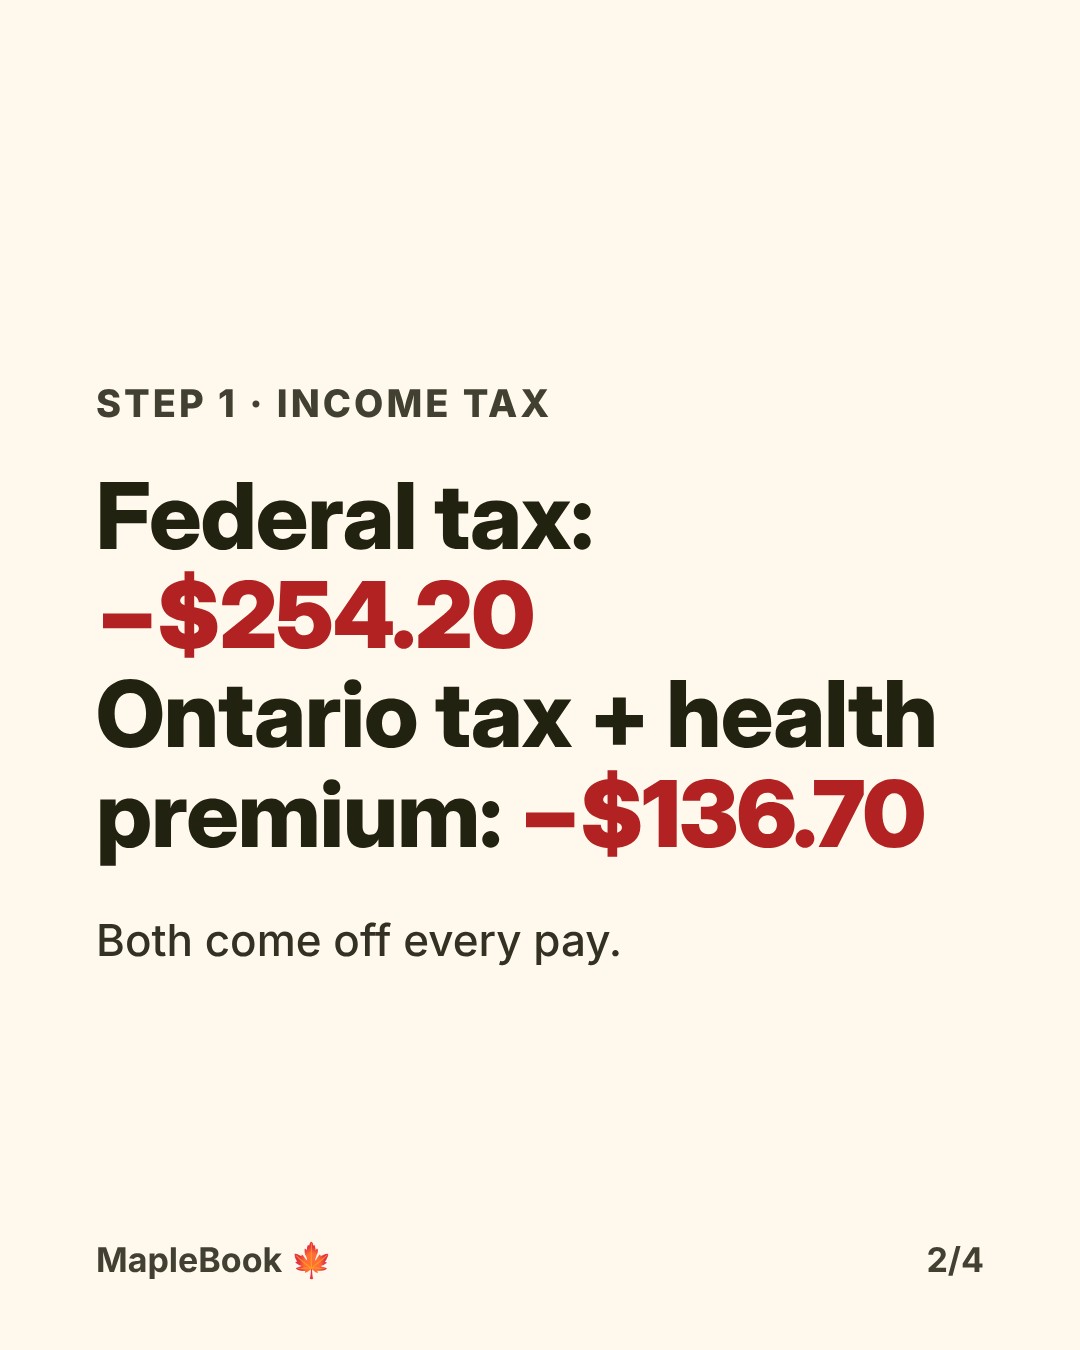 STEP 1 · INCOME TAX
Federal tax:
−$254.20
Ontario tax + health
premium: −$136.70
Both come off every pay.
MapleBook 🍁
2/4